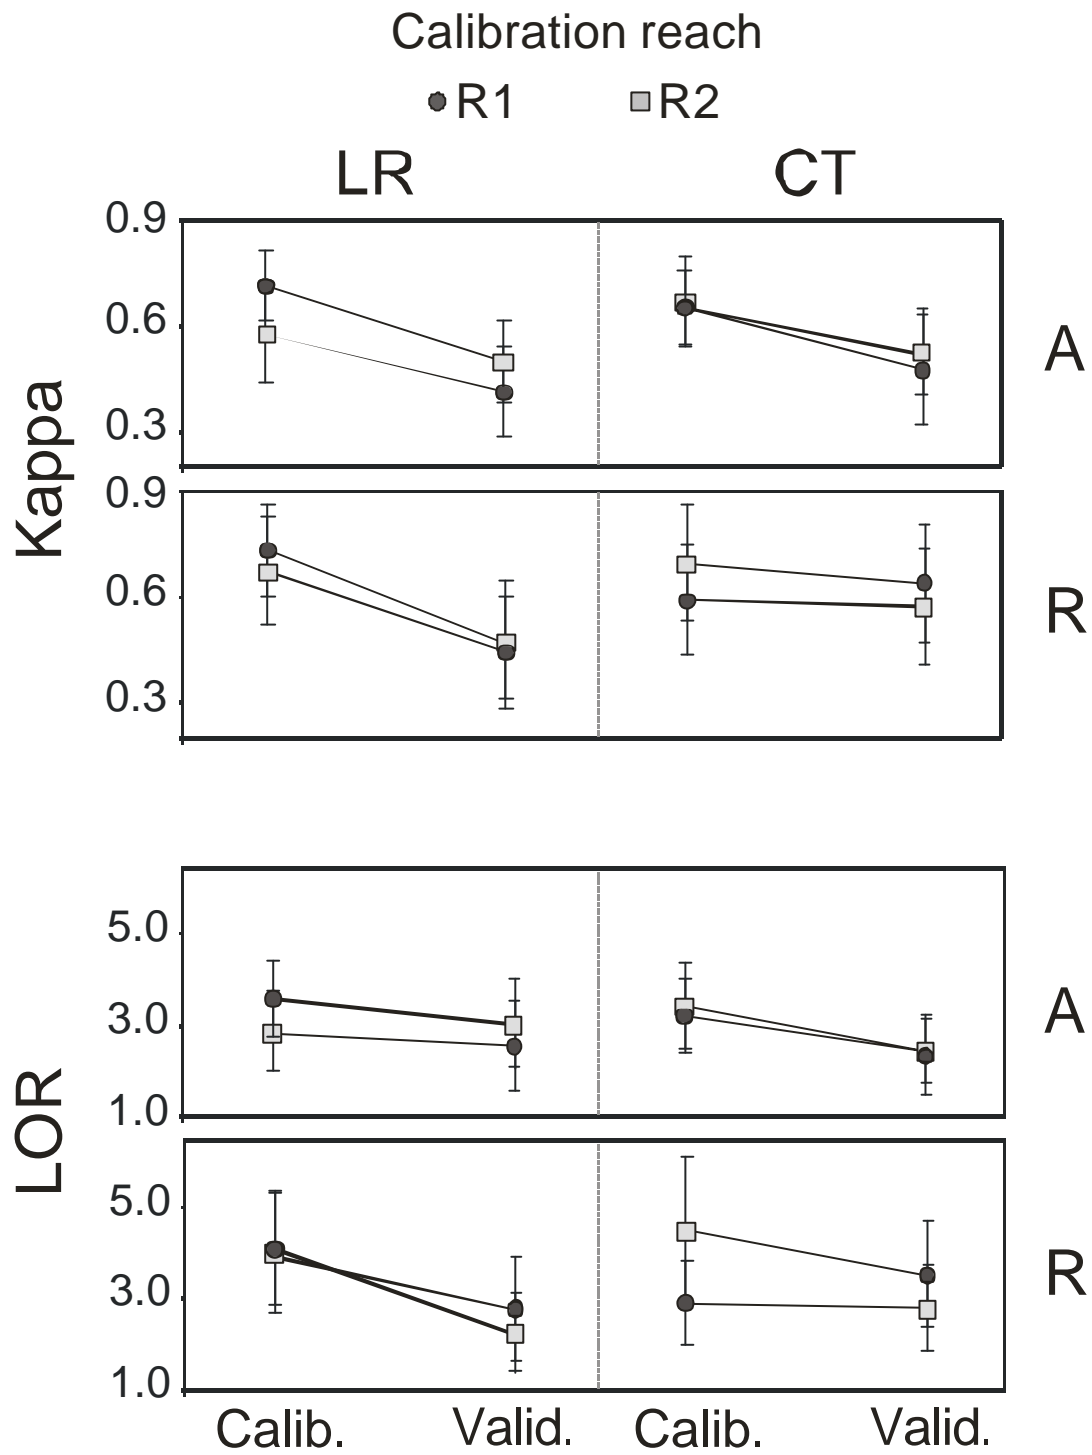 Calibration reach
R1 R2
LR CT
Kappa
0.9
0.6
0.3
A
0.9
0.6
0.3
R
LOR
5.0
3.0
1.0
A
5.0
3.0
1.0
R
Calib. Valid. Calib. Valid.